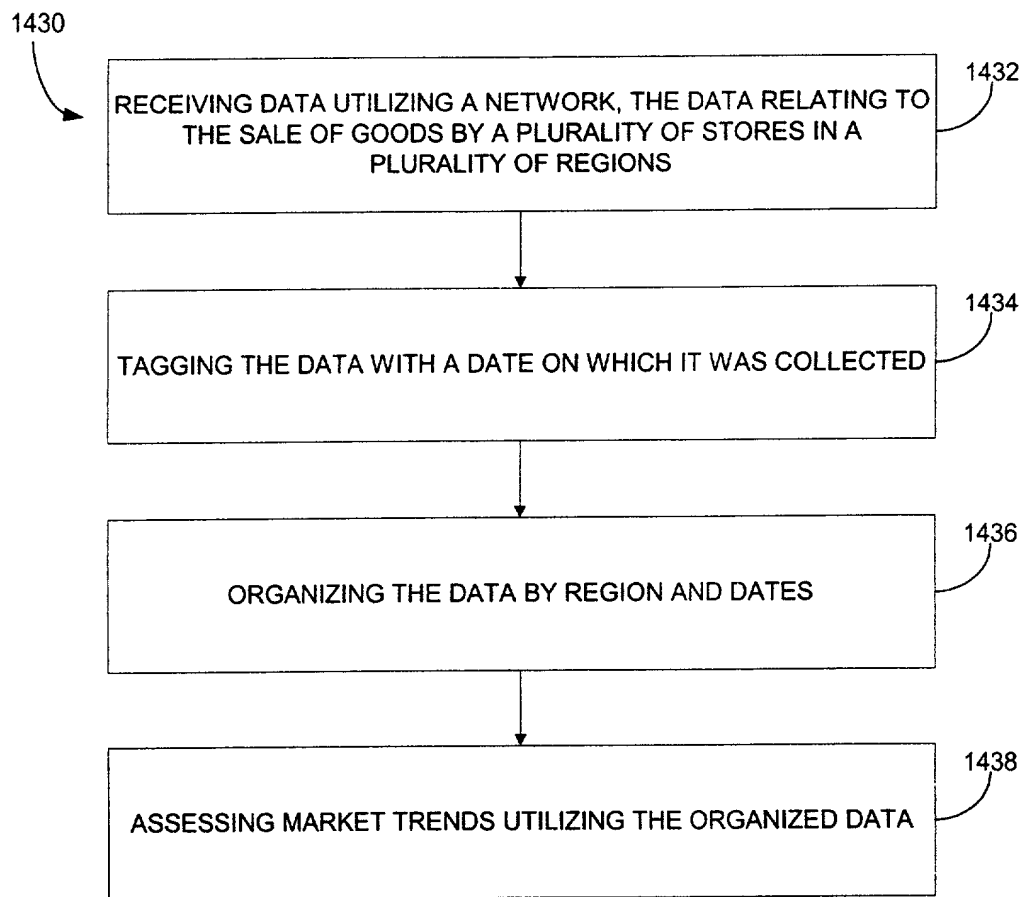 1430
1432
RECEIVING DATA UTILIZING A NETWORK, THE DATA RELATING TO
THE SALE OF GOODS BY A PLURALITY OF STORES IN A
PLURALITY OF REGIONS
1434
TAGGING THE DATA WITH A DATE ON WHICH IT WAS COLLECTED
1436
ORGANIZING THE DATA BY REGION AND DATES
1438
ASSESSING MARKET TRENDS UTILIZING THE ORGANIZED DATA